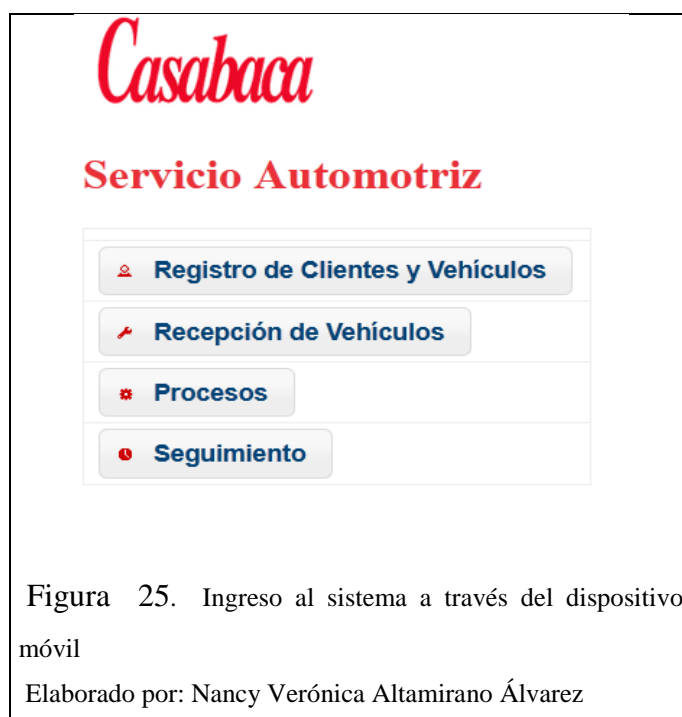 Casabaca
Servicio Automotriz
Registro de Clientes y Vehículos
Recepción de Vehículos
Procesos
Seguimiento
Figura 25. Ingreso al sistema a través del dispositivo
móvil
Elaborado por: Nancy Verónica Altamirano Álvarez